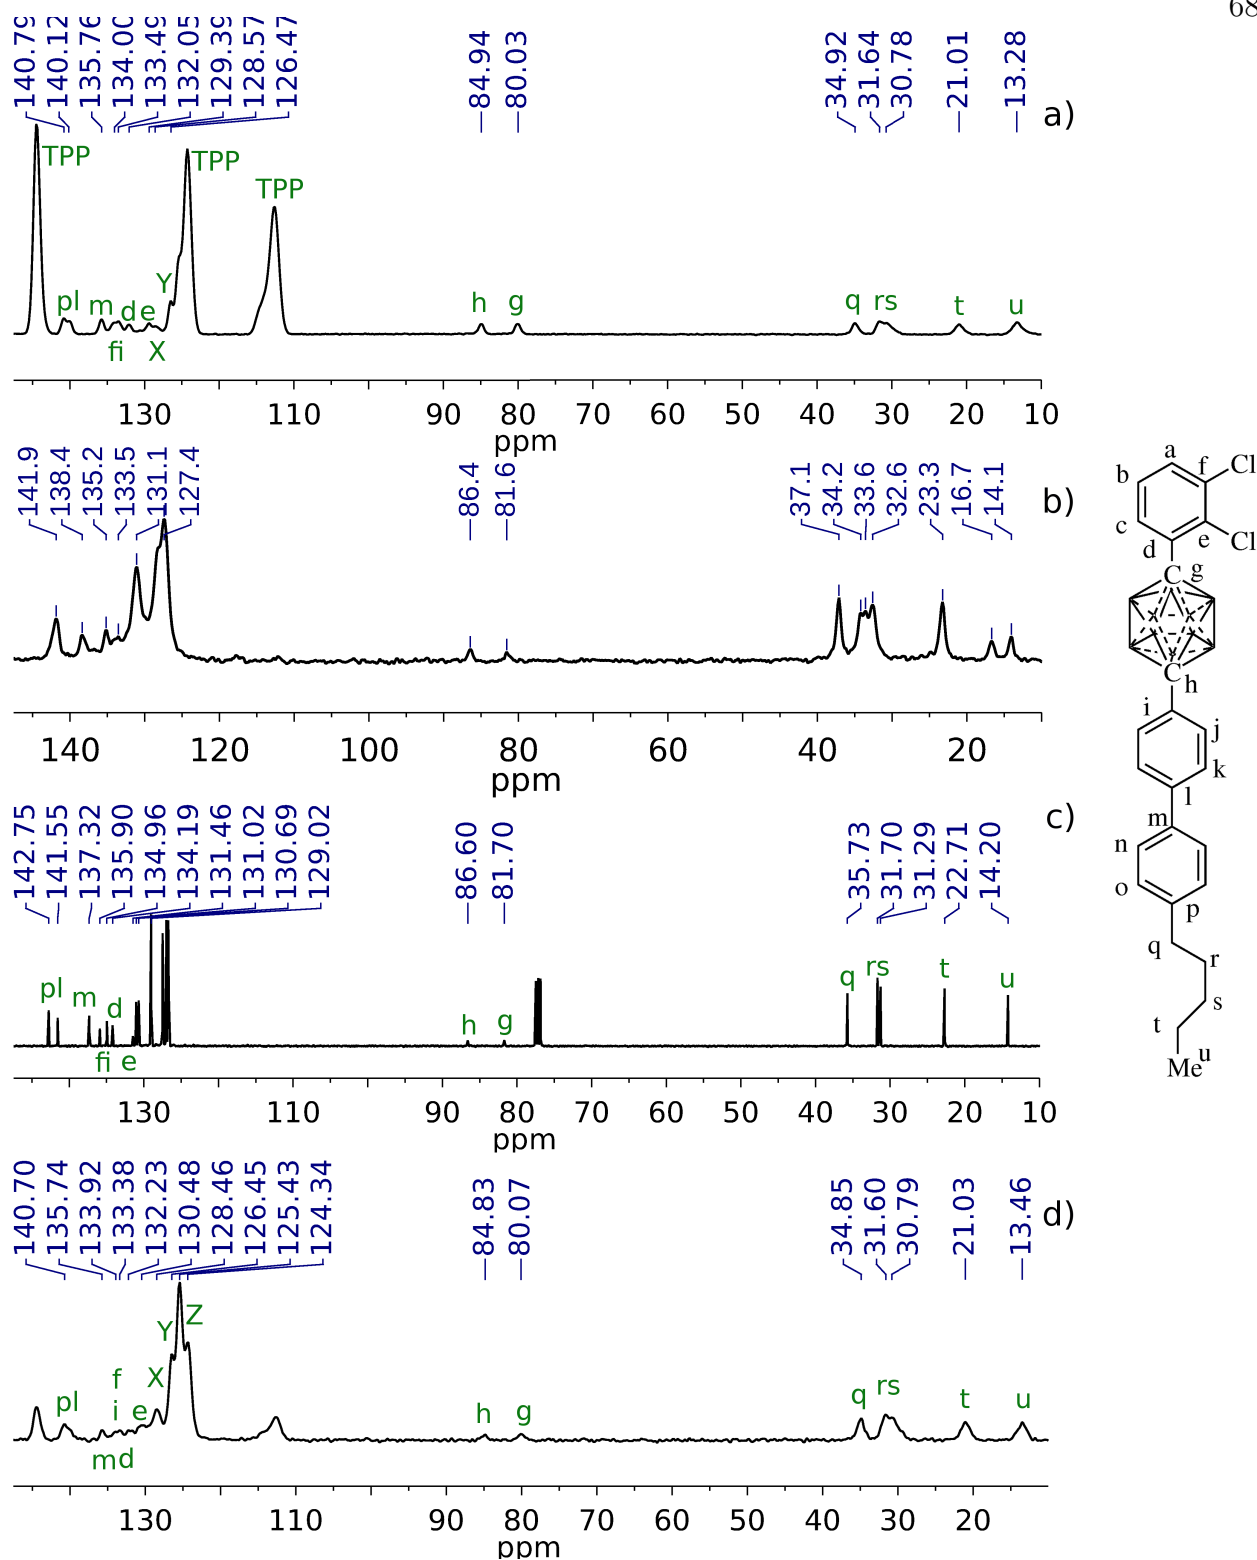 68
140.79 140.12 135.76 134.00 133.49 132.05 129.39 128.57 126.47 84.94 80.03 34.92 31.64 30.78 21.01 13.28
a)
TPP TPP TPP
Y
pl m d e h g q rs t u
fi X
130 110 90 80 70 60 50 40 30 20 10
ppm
141.9 138.4 135.2 133.5 131.1 127.4 86.4 81.6 37.1 34.2 33.6 32.6 23.3 16.7 14.1
b)
140 120 100 80 60 40 20
ppm
142.75 141.55 137.32 135.90 134.96 134.19 131.46 131.02 130.69 129.02 86.60 81.70 35.73 31.70 31.29 22.71 14.20
c)
pl m d h g q rs t u
fi e
130 110 90 80 70 60 50 40 30 20 10
ppm
140.70 135.74 133.92 133.38 132.23 130.48 128.46 126.45 125.43 124.34 84.83 80.07 34.85 31.60 30.79 21.03 13.46
d)
Z
Y
f X
pl i e h g q rs t u
md
130 110 90 80 70 60 50 40 30 20
ppm
a
f Cl
b
c
e Cl
d
C g
C h
i
j
k
l
m
n
o
p
q
r
s
t
Me u